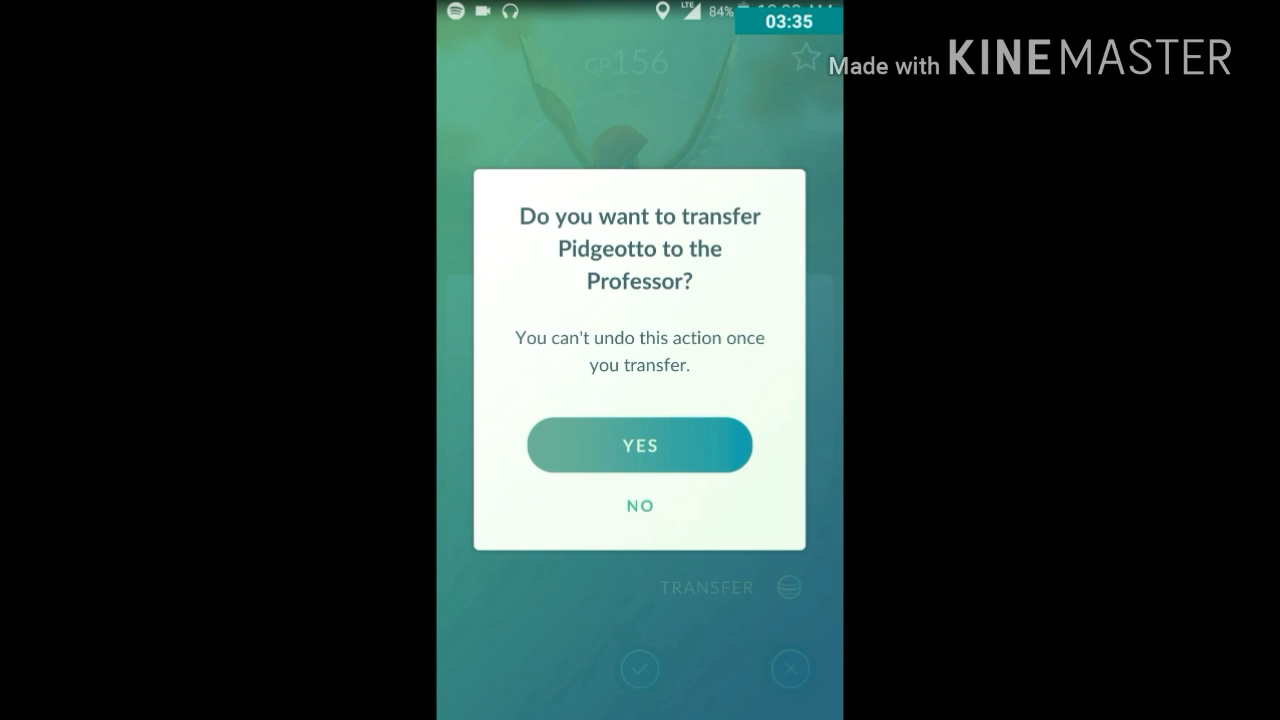 LTE 84%
03:35
CP156
Made with KINEMASTER
Do you want to transfer
Pidgeotto to the
Professor?
You can't undo this action once
you transfer.
YES
NO
TRANSFER